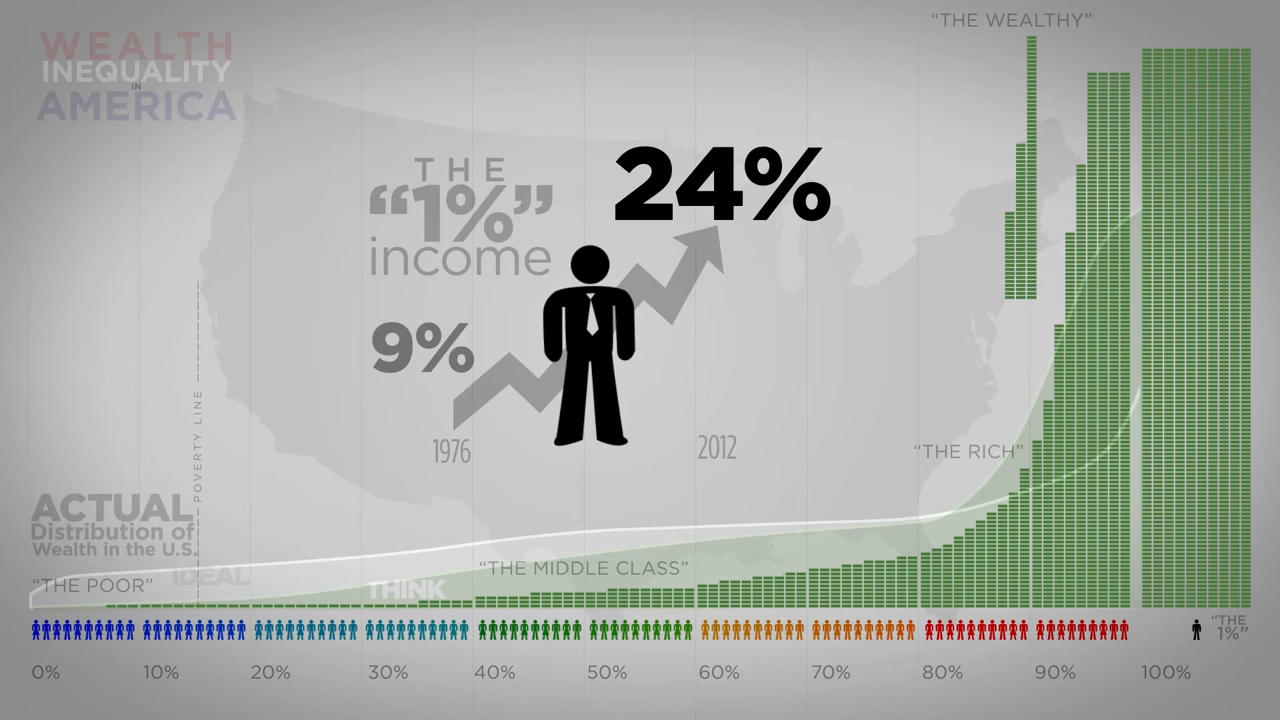 “THE WEALTHY”
WEALTH
INEQUALITY
IN
AMERICA
THE
“1%”
income
24%
9%
1976
2012
POVERTY LINE
“THE RICH”
ACTUAL
Distribution of
Wealth in the U.S.
“THE POOR”
IDEAL
THINK
“THE MIDDLE CLASS”
“THE
1%”
0% 10% 20% 30% 40% 50% 60% 70% 80% 90% 100%